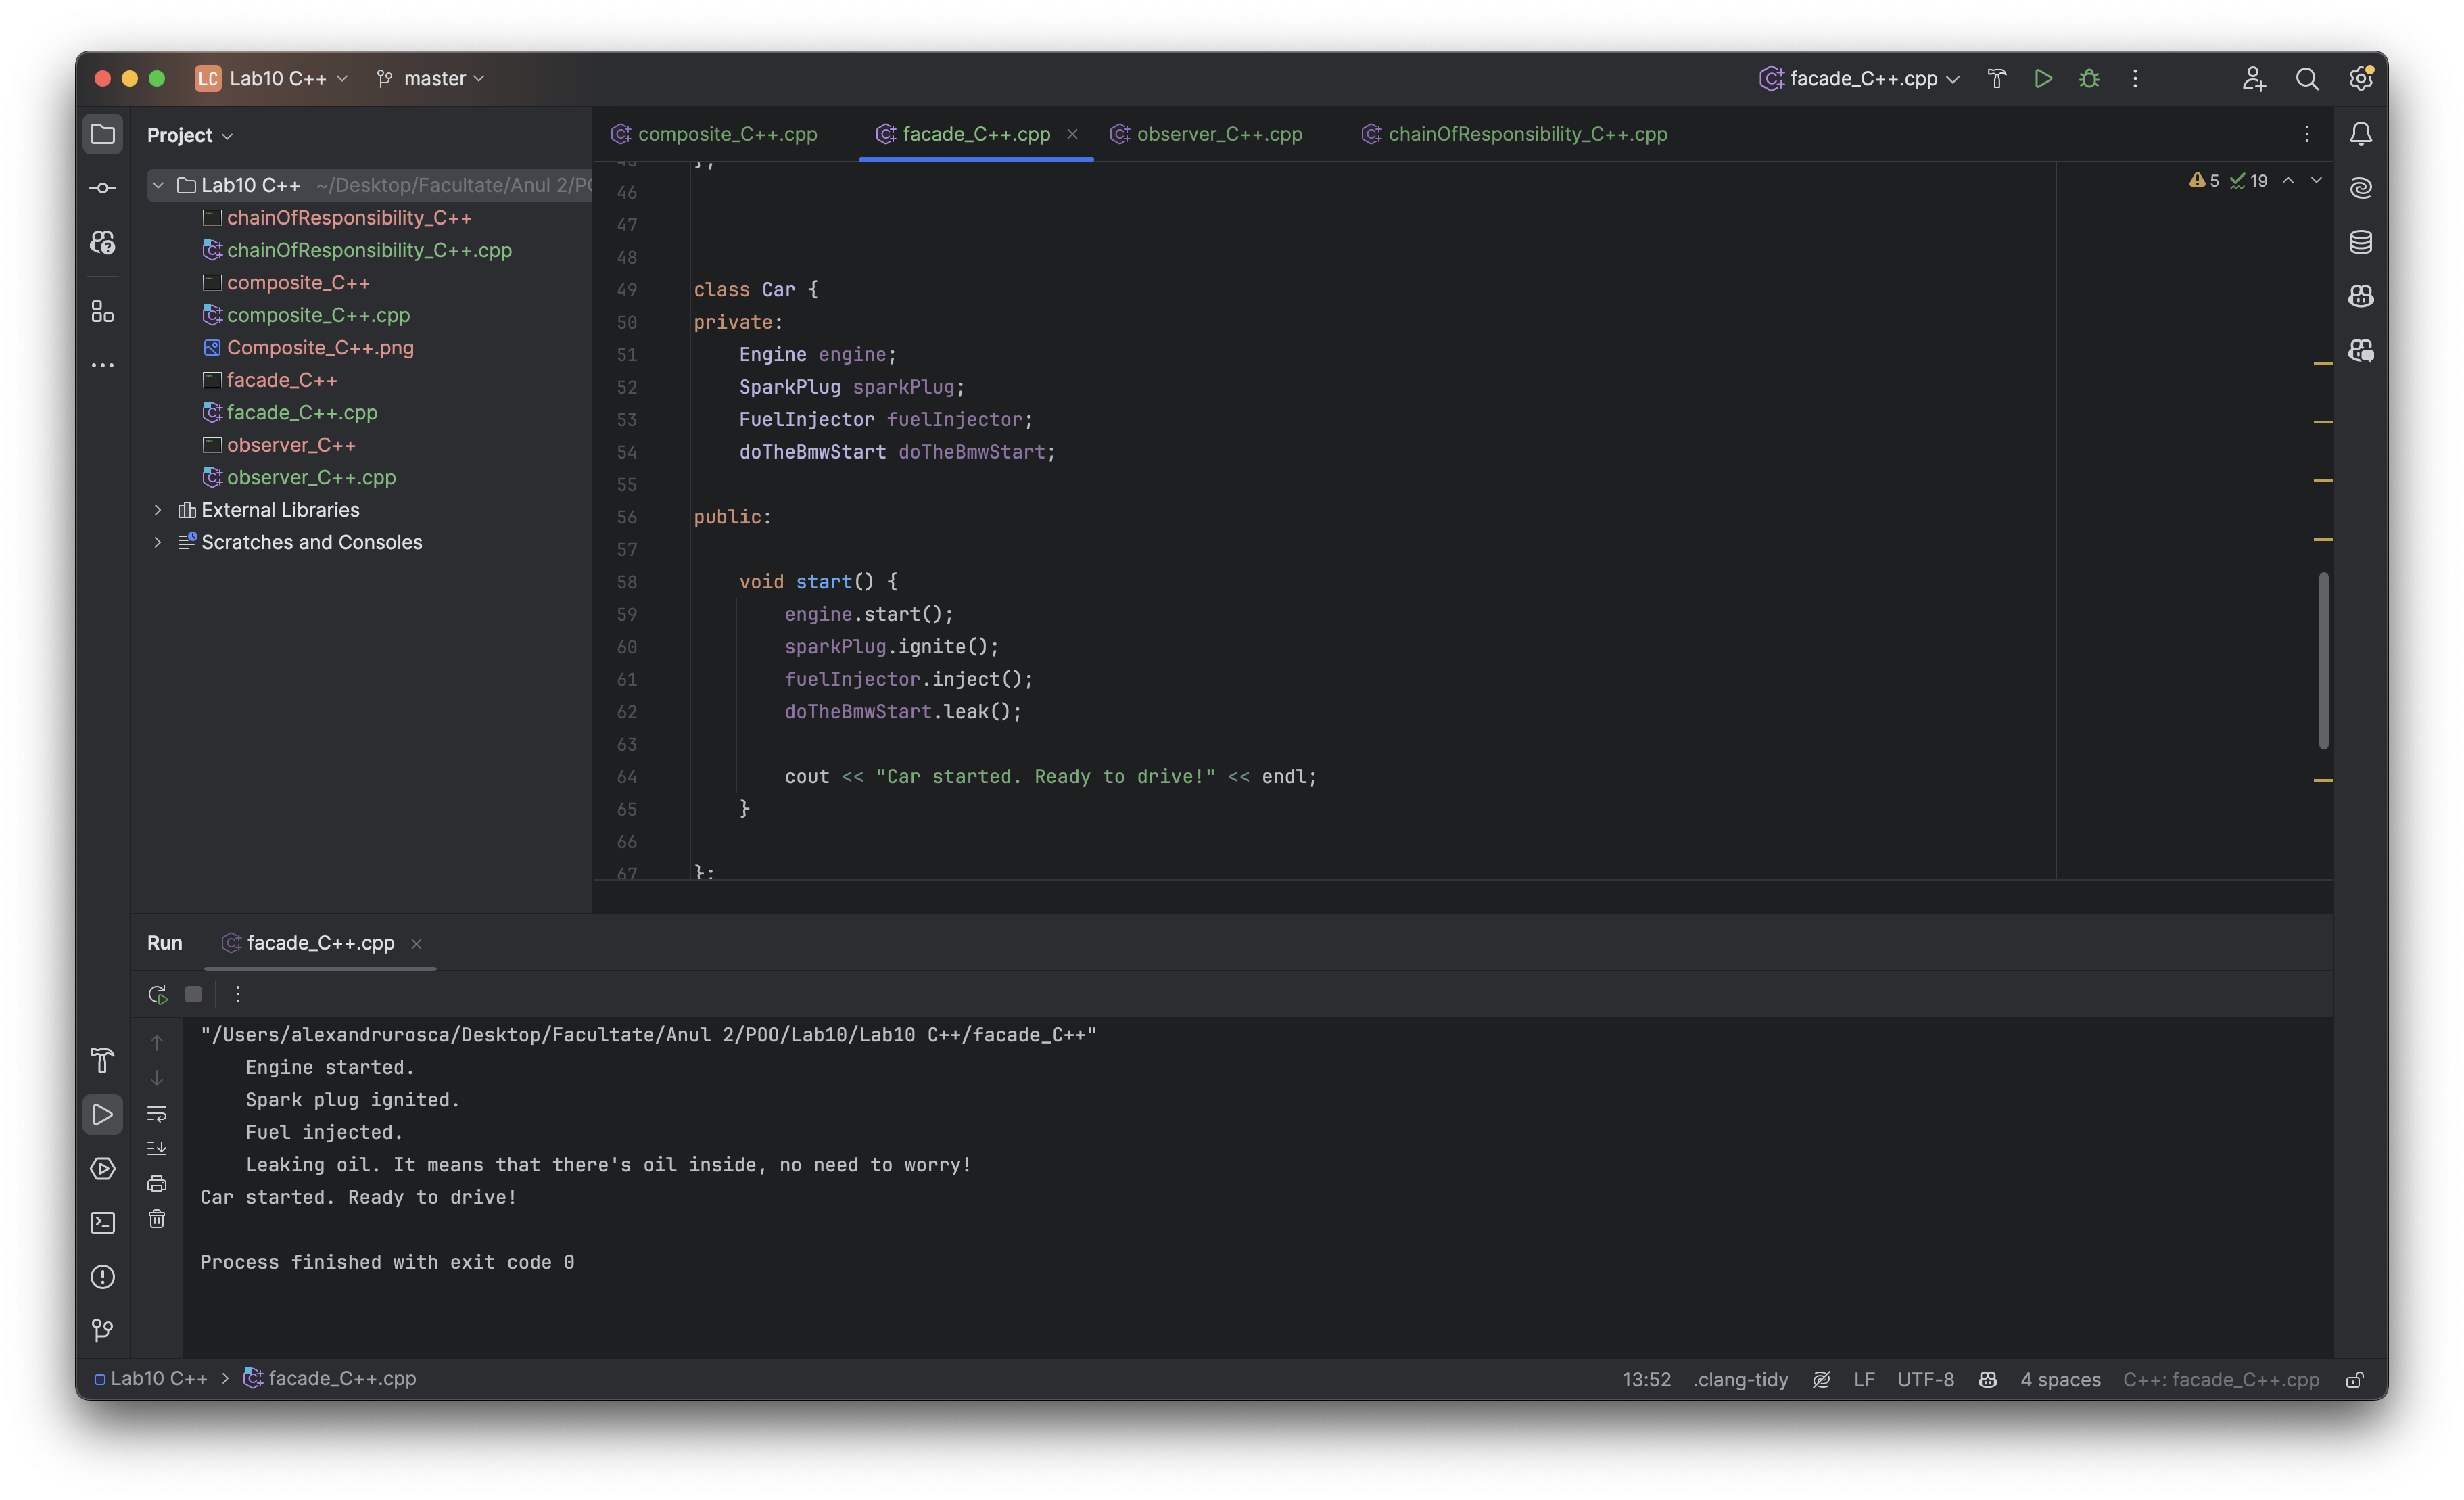 LC Lab10 C++ master facade_C++.cpp
Project
composite_C++.cpp facade_C++.cpp observer_C++.cpp chainOfResponsibility_C++.cpp
Lab10 C++ ~/Desktop/Facultate/Anul 2/PO
chainOfResponsibility_C++
chainOfResponsibility_C++.cpp
composite_C++
composite_C++.cpp
Composite_C++.png
facade_C++
facade_C++.cpp
observer_C++
observer_C++.cpp
External Libraries
Scratches and Consoles
5 19
45 };
46
47
48
49 class Car {
50 private:
51     Engine engine;
52     SparkPlug sparkPlug;
53     FuelInjector fuelInjector;
54     doTheBmwStart doTheBmwStart;
55
56 public:
57
58     void start() {
59         engine.start();
60         sparkPlug.ignite();
61         fuelInjector.inject();
62         doTheBmwStart.leak();
63
64         cout << "Car started. Ready to drive!" << endl;
65     }
66
67 };
Run facade_C++.cpp
"/Users/alexandrurosca/Desktop/Facultate/Anul 2/POO/Lab10/Lab10 C++/facade_C++"
    Engine started.
    Spark plug ignited.
    Fuel injected.
    Leaking oil. It means that there's oil inside, no need to worry!
Car started. Ready to drive!
Process finished with exit code 0
Lab10 C++ > facade_C++.cpp 13:52 .clang-tidy LF UTF-8 4 spaces C++: facade_C++.cpp